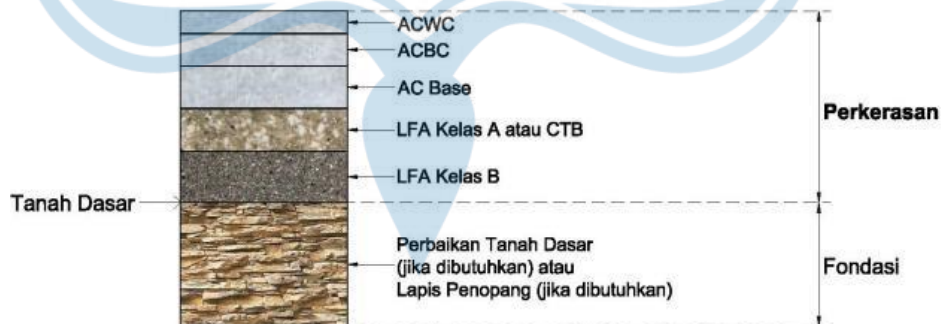 ACWC
ACBC
AC Base
LFA Kelas A atau CTB
LFA Kelas B
Perkerasan
Tanah Dasar
Perbaikan Tanah Dasar
(jika dibutuhkan) atau
Lapis Penopang (jika dibutuhkan)
Fondasi